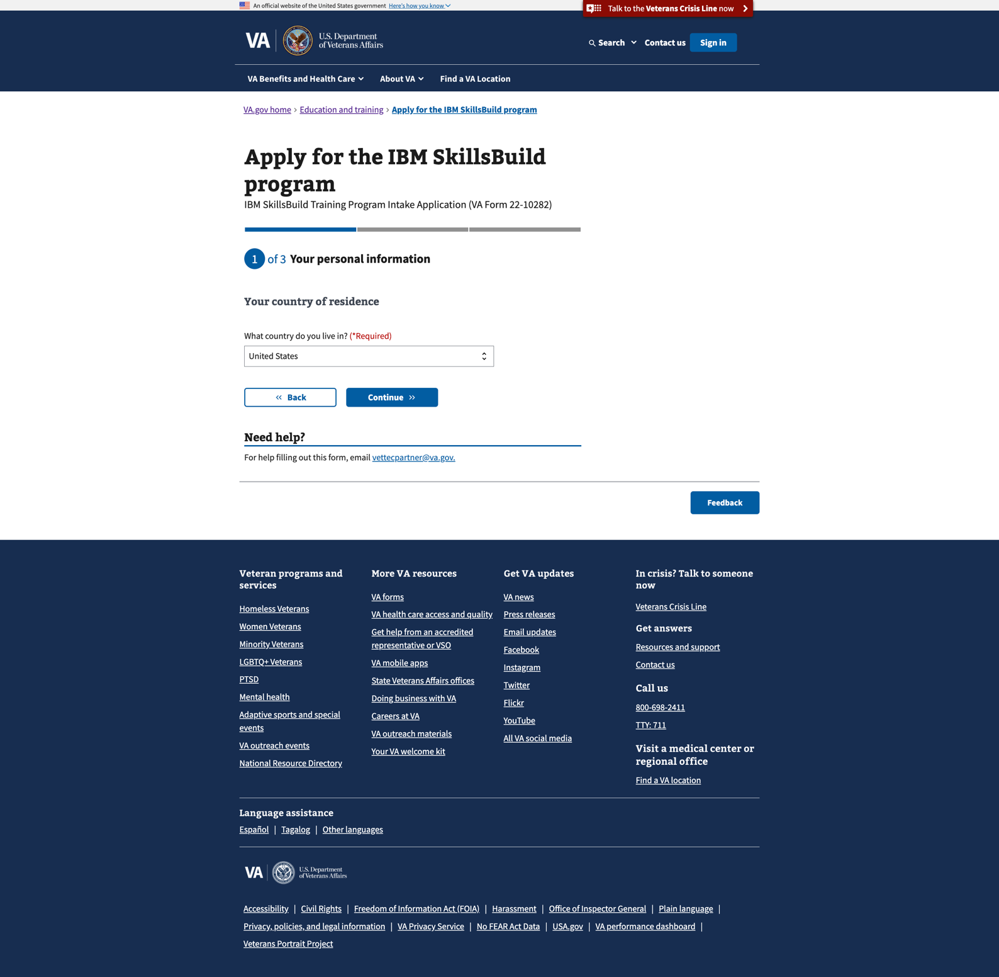 An official website of the United States government Here's how you know
Talk to the Veterans Crisis Line now
VA
U.S. Department
of Veterans Affairs
Search
Contact us
Sign in
VA Benefits and Health Care
About VA
Find a VA Location
VA.gov home › Education and training › Apply for the IBM SkillsBuild program
Apply for the IBM SkillsBuild
program
IBM SkillsBuild Training Program Intake Application (VA Form 22-10282)
1 of 3 Your personal information
Your country of residence
What country do you live in? (*Required)
United States
Back
Continue
Need help?
For help filling out this form, email vettecpartner@va.gov.
Feedback
Veteran programs and
services
Homeless Veterans
Women Veterans
Minority Veterans
LGBTQ+ Veterans
PTSD
Mental health
Adaptive sports and special
events
VA outreach events
National Resource Directory
More VA resources
VA forms
VA health care access and quality
Get help from an accredited
representative or VSO
VA mobile apps
State Veterans Affairs offices
Doing business with VA
Careers at VA
VA outreach materials
Your VA welcome kit
Get VA updates
VA news
Press releases
Email updates
Facebook
Instagram
Twitter
Flickr
YouTube
All VA social media
In crisis? Talk to someone
now
Veterans Crisis Line
Get answers
Resources and support
Contact us
Call us
800-698-2411
TTY: 711
Visit a medical center or
regional office
Find a VA location
Language assistance
Español | Tagalog | Other languages
VA
U.S. Department
of Veterans Affairs
Accessibility | Civil Rights | Freedom of Information Act (FOIA) | Harassment | Office of Inspector General | Plain language |
Privacy, policies, and legal information | VA Privacy Service | No FEAR Act Data | USA.gov | VA performance dashboard |
Veterans Portrait Project